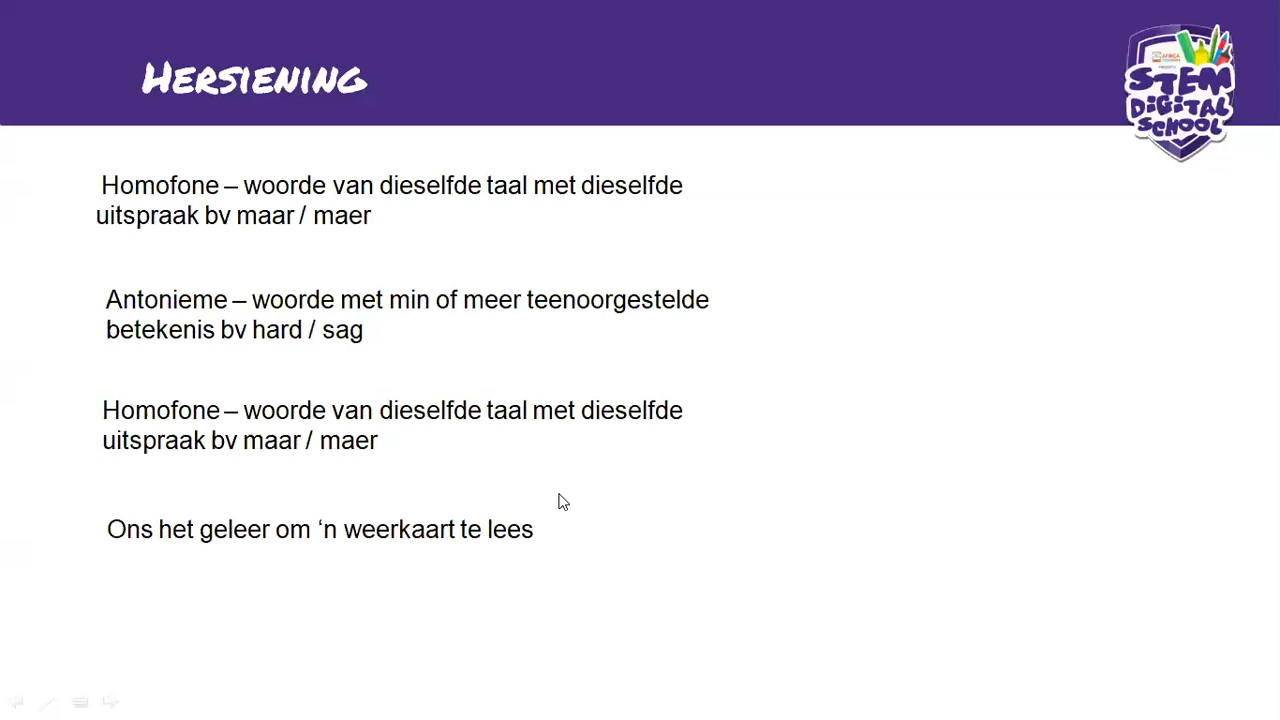 HERSIENING
STEM
DIGITAL
SCHOOL
Homofone – woorde van dieselfde taal met dieselfde
uitspraak bv maar / maer
Antonieme – woorde met min of meer teenoorgestelde
betekenis bv hard / sag
Homofone – woorde van dieselfde taal met dieselfde
uitspraak bv maar / maer
Ons het geleer om ‘n weerkaart te lees